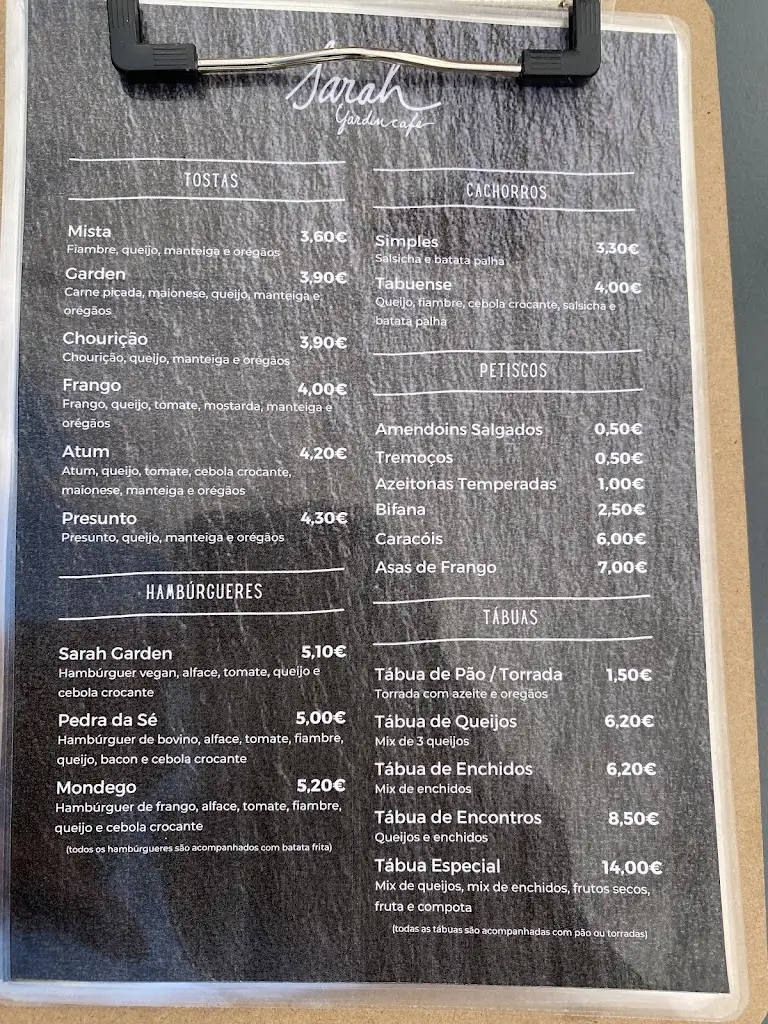 Sarah
Garden café
TOSTAS
Mista 3,60€
Fiambre, queijo, manteiga e orégãos
Garden 3,90€
Carne picada, maionese, queijo, manteiga e
orégãos
Chourição 3,90€
Chourição, queijo, manteiga e orégãos
Frango 4,00€
Frango, queijo, tomate, mostarda, manteiga e
orégãos
Atum 4,20€
Atum, queijo, tomate, cebola crocante,
maionese, manteiga e orégãos
Presunto 4,30€
Presunto, queijo, manteiga e orégãos
HAMBÚRGUERES
Sarah Garden 5,10€
Hambúrguer vegan, alface, tomate, queijo e
cebola crocante
Pedra da Sé 5,00€
Hambúrguer de bovino, alface, tomate, fiambre,
queijo, bacon e cebola crocante
Mondego 5,20€
Hambúrguer de frango, alface, tomate, fiambre,
queijo e cebola crocante
(todos os hambúrgueres são acompanhados com batata frita)
CACHORROS
Simples 3,30€
Salsicha e batata palha
Tabuense 4,00€
Queijo, fiambre, cebola crocante, salsicha e
batata palha
PETISCOS
Amendoins Salgados 0,50€
Tremoços 0,50€
Azeitonas Temperadas 1,00€
Bifana 2,50€
Caracóis 6,00€
Asas de Frango 7,00€
TÁBUAS
Tábua de Pão / Torrada 1,50€
Torrada com azeite e oregãos
Tábua de Queijos 6,20€
Mix de 3 queijos
Tábua de Enchidos 6,20€
Mix de enchidos
Tábua de Encontros 8,50€
Queijos e enchidos
Tábua Especial 14,00€
Mix de queijos, mix de enchidos, frutos secos,
fruta e compota
(todas as tábuas são acompanhadas com pão ou torradas)